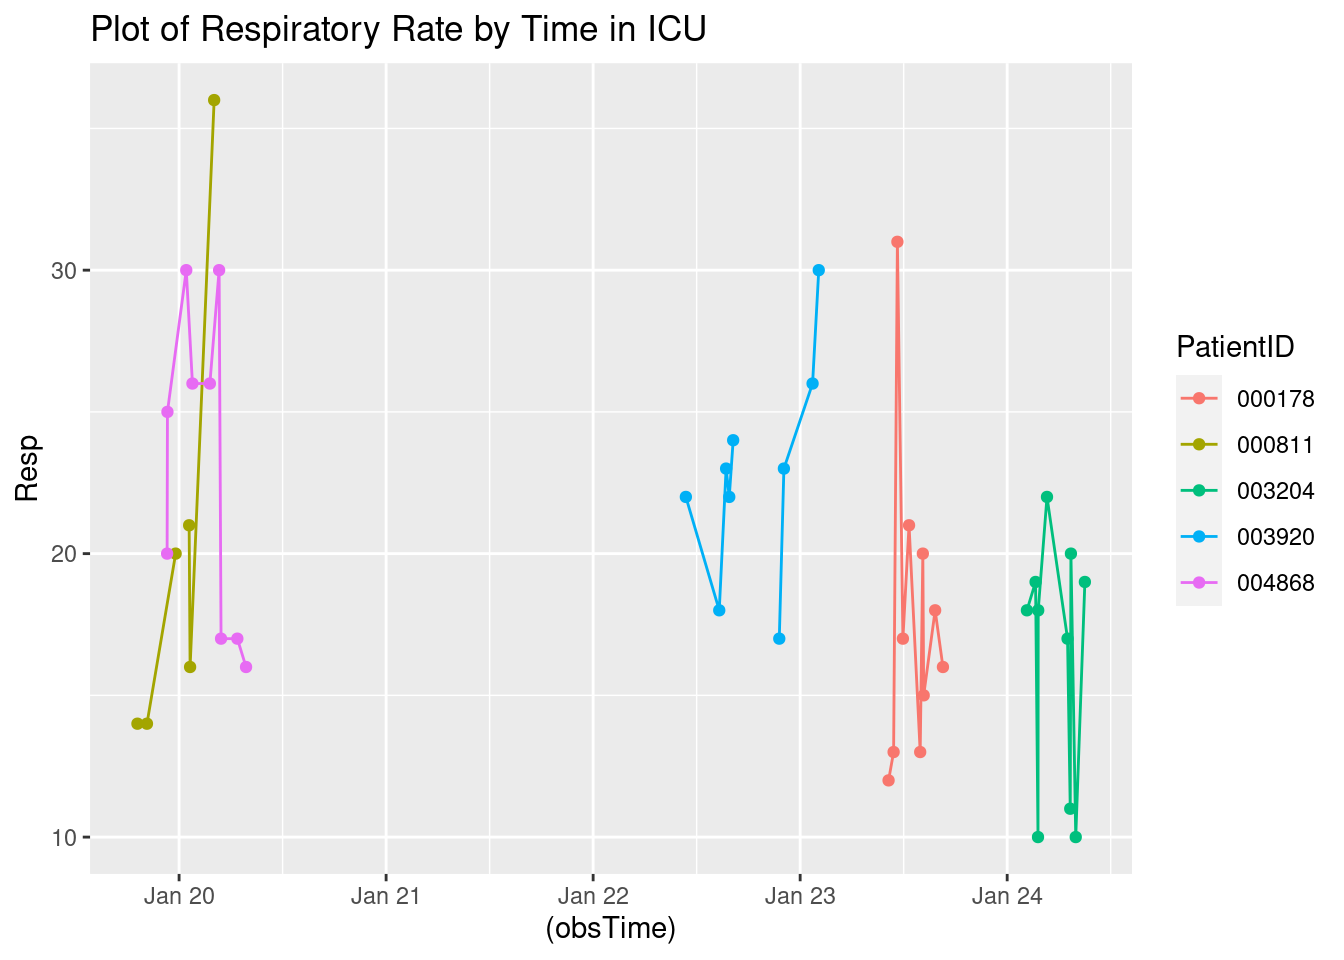 Plot of Respiratory Rate by Time in ICU
Resp
30
20
10
Jan 20
Jan 21
Jan 22
Jan 23
Jan 24
(obsTime)
PatientID
000178
000811
003204
003920
004868